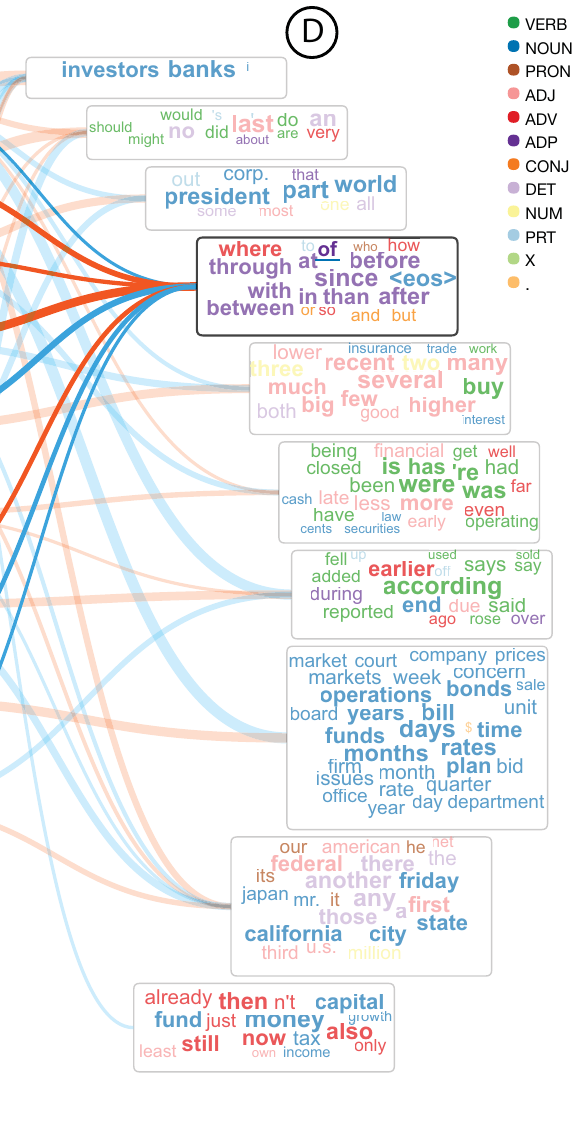 D
VERB
NOUN
PRON
ADJ
ADV
ADP
CONJ
DET
NUM
PRT
X
.
investors banks i
would 's do an
should no did last are very
might about
out corp. that
president part world
some most one all
where to of who how
through at before
since <eos>
with in than after
between or so and but
lower insurance trade work
three recent two many
much several buy
both big few good higher
interest
being financial get well
closed is has 're had
been were was far
cash late less more even
have law early operating
cents securities
fell up used sold
added earlier off says say
during according
reported end due said
ago rose over
market court company prices
markets week concern
operations bonds sale
board years bill unit
funds days $ time
months rates
firm month plan bid
issues rate quarter
office year day department
our american he net
federal there the
its another friday
japan mr. it any first
those a state
california city
third u.s. million
already then n't capital
fund just money growth
still now tax also
least own income only